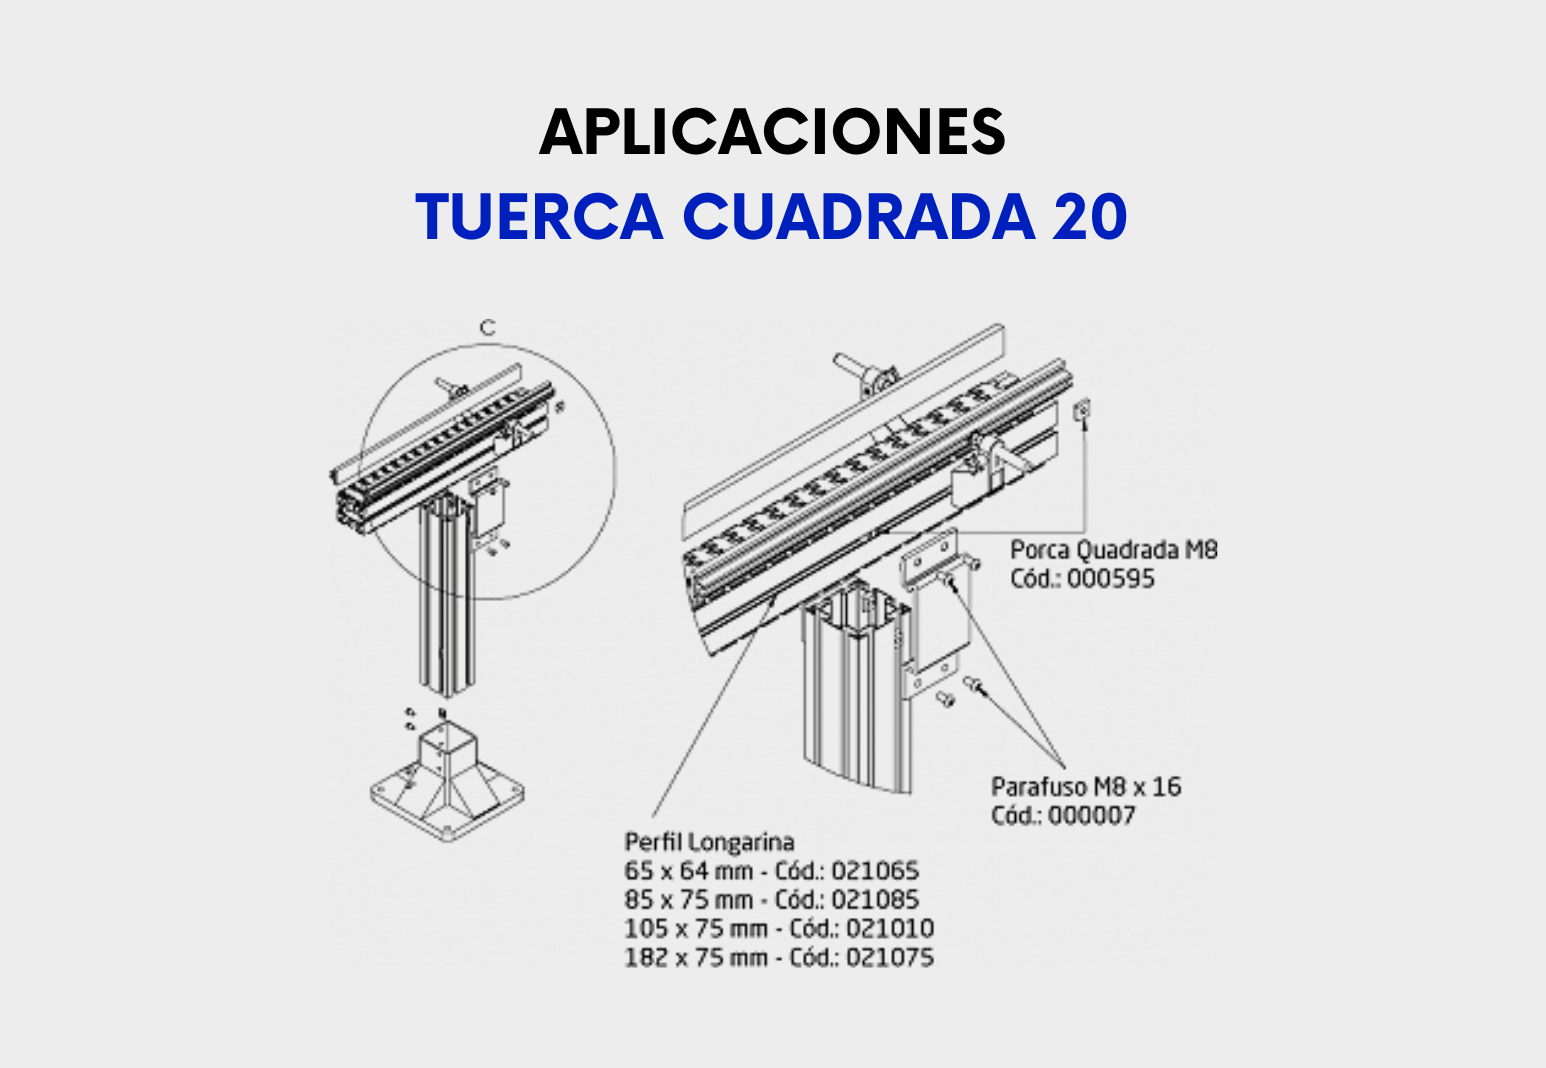 APLICACIONES
TUERCA CUADRADA 20
C
Porca Quadrada M8
Cód.: 000595
Parafuso M8 x 16
Cód.: 000007
Perfil Longarina
65 x 64 mm - Cód.: 021065
85 x 75 mm - Cód.: 021085
105 x 75 mm - Cód.: 021010
182 x 75 mm - Cód.: 021075